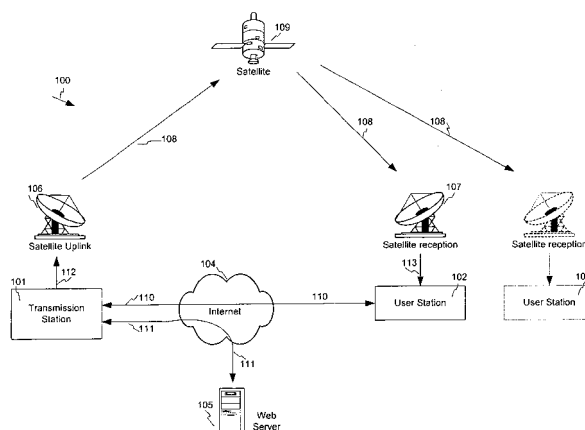 109
Satellite
100
108
108
108
106
107
Satellite Uplink
Satellite reception
Satellite reception
104
101
112
113
Transmission
Station
110
Internet
110
102
User Station
10
User Station
111
111
105
Web
Server